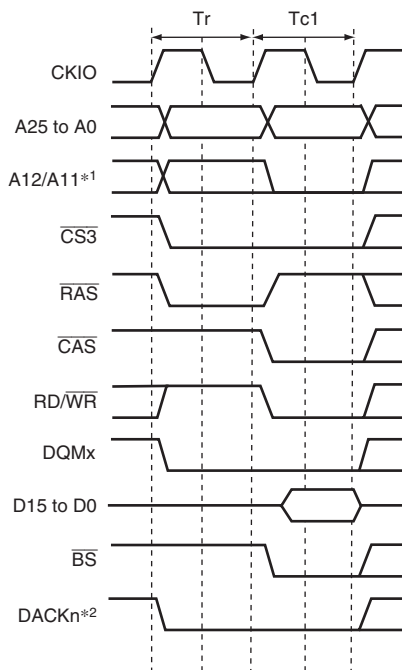 Tr Tc1
CKIO
A25 to A0
A12/A11*1
CS3
RAS
CAS
RD/WR
DQMx
D15 to D0
BS
DACKn*2